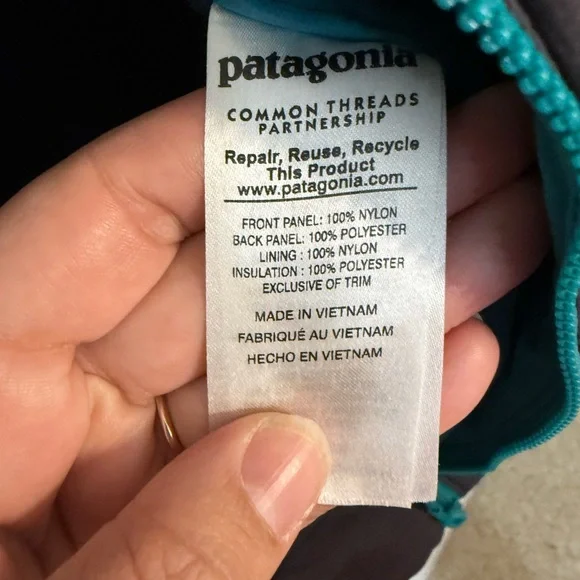 patagonia
COMMON THREADS
PARTNERSHIP
Repair, Reuse, Recycle
This Product
www.patagonia.com
FRONT PANEL: 100% NYLON
BACK PANEL: 100% POLYESTER
LINING : 100% NYLON
INSULATION : 100% POLYESTER
EXCLUSIVE OF TRIM
MADE IN VIETNAM
FABRIQUÉ AU VIETNAM
HECHO EN VIETNAM